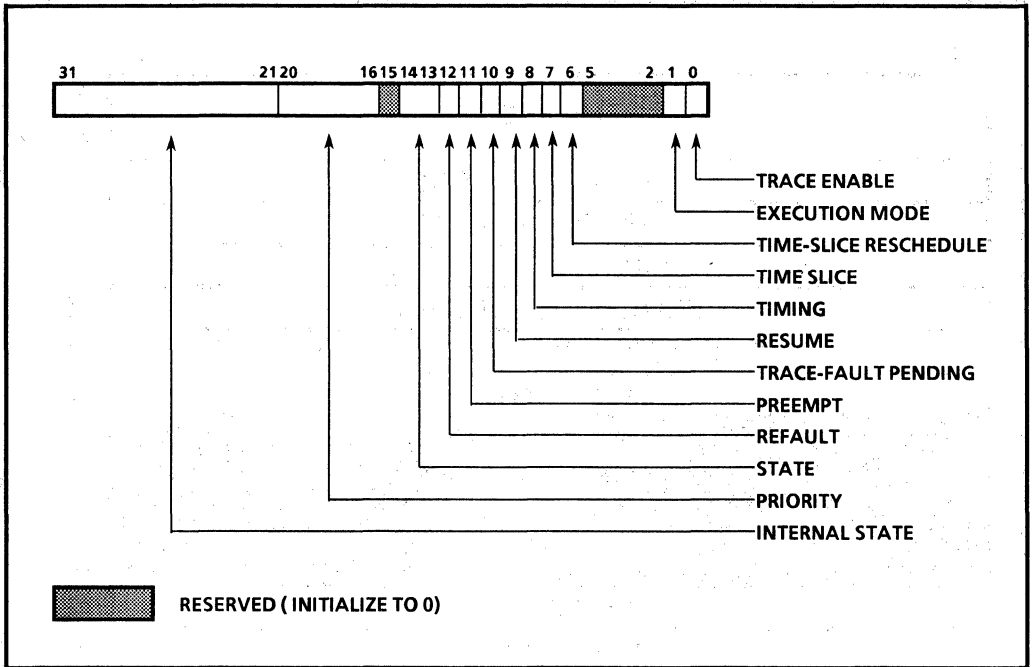 31 21 20 16 15 14 13 12 11 10 9 8 7 6 5 2 1 0
TRACE ENABLE
EXECUTION MODE
TIME-SLICE RESCHEDULE
TIME SLICE
TIMING
RESUME
TRACE-FAULT PENDING
PREEMPT
REFAULT
STATE
PRIORITY
INTERNAL STATE
RESERVED ( INITIALIZE TO 0)